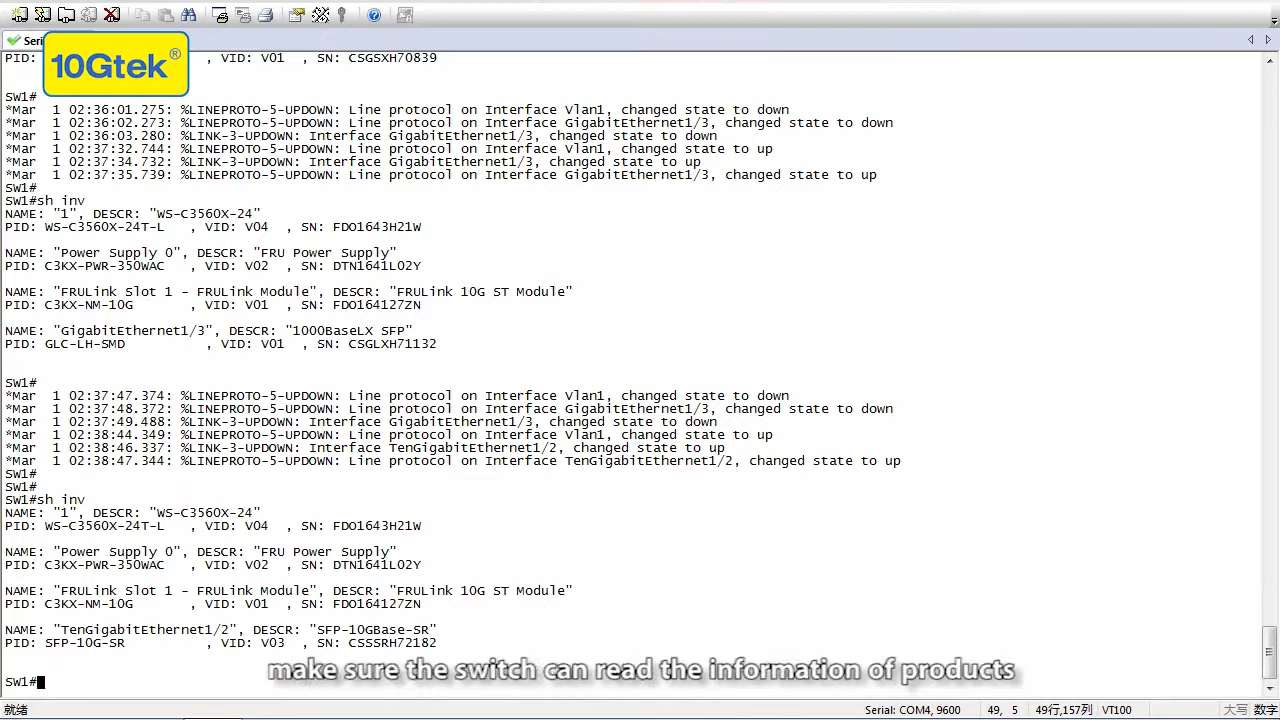 Seri
10Gtek®
PID: , VID: V01 , SN: CSGSXH70839
SW1#
*Mar 1 02:36:01.275: %LINEPROTO-5-UPDOWN: Line protocol on Interface Vlan1, changed state to down
*Mar 1 02:36:02.273: %LINEPROTO-5-UPDOWN: Line protocol on Interface GigabitEthernet1/3, changed state to down
*Mar 1 02:36:03.280: %LINK-3-UPDOWN: Interface GigabitEthernet1/3, changed state to down
*Mar 1 02:37:32.744: %LINEPROTO-5-UPDOWN: Line protocol on Interface Vlan1, changed state to up
*Mar 1 02:37:34.732: %LINK-3-UPDOWN: Interface GigabitEthernet1/3, changed state to up
*Mar 1 02:37:35.739: %LINEPROTO-5-UPDOWN: Line protocol on Interface GigabitEthernet1/3, changed state to up
SW1#
SW1#sh inv
NAME: "1", DESCR: "WS-C3560X-24"
PID: WS-C3560X-24T-L , VID: V04 , SN: FDO1643H21W
NAME: "Power Supply 0", DESCR: "FRU Power Supply"
PID: C3KX-PWR-350WAC , VID: V02 , SN: DTN1641L02Y
NAME: "FRULink Slot 1 - FRULink Module", DESCR: "FRULink 10G ST Module"
PID: C3KX-NM-10G , VID: V01 , SN: FDO164127ZN
NAME: "GigabitEthernet1/3", DESCR: "1000BaseLX SFP"
PID: GLC-LH-SMD , VID: V01 , SN: CSGLXH71132
SW1#
*Mar 1 02:37:47.374: %LINEPROTO-5-UPDOWN: Line protocol on Interface Vlan1, changed state to down
*Mar 1 02:37:48.372: %LINEPROTO-5-UPDOWN: Line protocol on Interface GigabitEthernet1/3, changed state to down
*Mar 1 02:37:49.488: %LINK-3-UPDOWN: Interface GigabitEthernet1/3, changed state to down
*Mar 1 02:38:44.349: %LINEPROTO-5-UPDOWN: Line protocol on Interface Vlan1, changed state to up
*Mar 1 02:38:46.337: %LINK-3-UPDOWN: Interface TenGigabitEthernet1/2, changed state to up
*Mar 1 02:38:47.344: %LINEPROTO-5-UPDOWN: Line protocol on Interface TenGigabitEthernet1/2, changed state to up
SW1#
SW1#
SW1#sh inv
NAME: "1", DESCR: "WS-C3560X-24"
PID: WS-C3560X-24T-L , VID: V04 , SN: FDO1643H21W
NAME: "Power Supply 0", DESCR: "FRU Power Supply"
PID: C3KX-PWR-350WAC , VID: V02 , SN: DTN1641L02Y
NAME: "FRULink Slot 1 - FRULink Module", DESCR: "FRULink 10G ST Module"
PID: C3KX-NM-10G , VID: V01 , SN: FDO164127ZN
NAME: "TenGigabitEthernet1/2", DESCR: "SFP-10GBase-SR"
PID: SFP-10G-SR , VID: V03 , SN: CSSSRH72182
make sure the switch can read the information of products
SW1#
就绪 Serial: COM4, 9600 49, 5 49行,157列 VT100 大写 数字